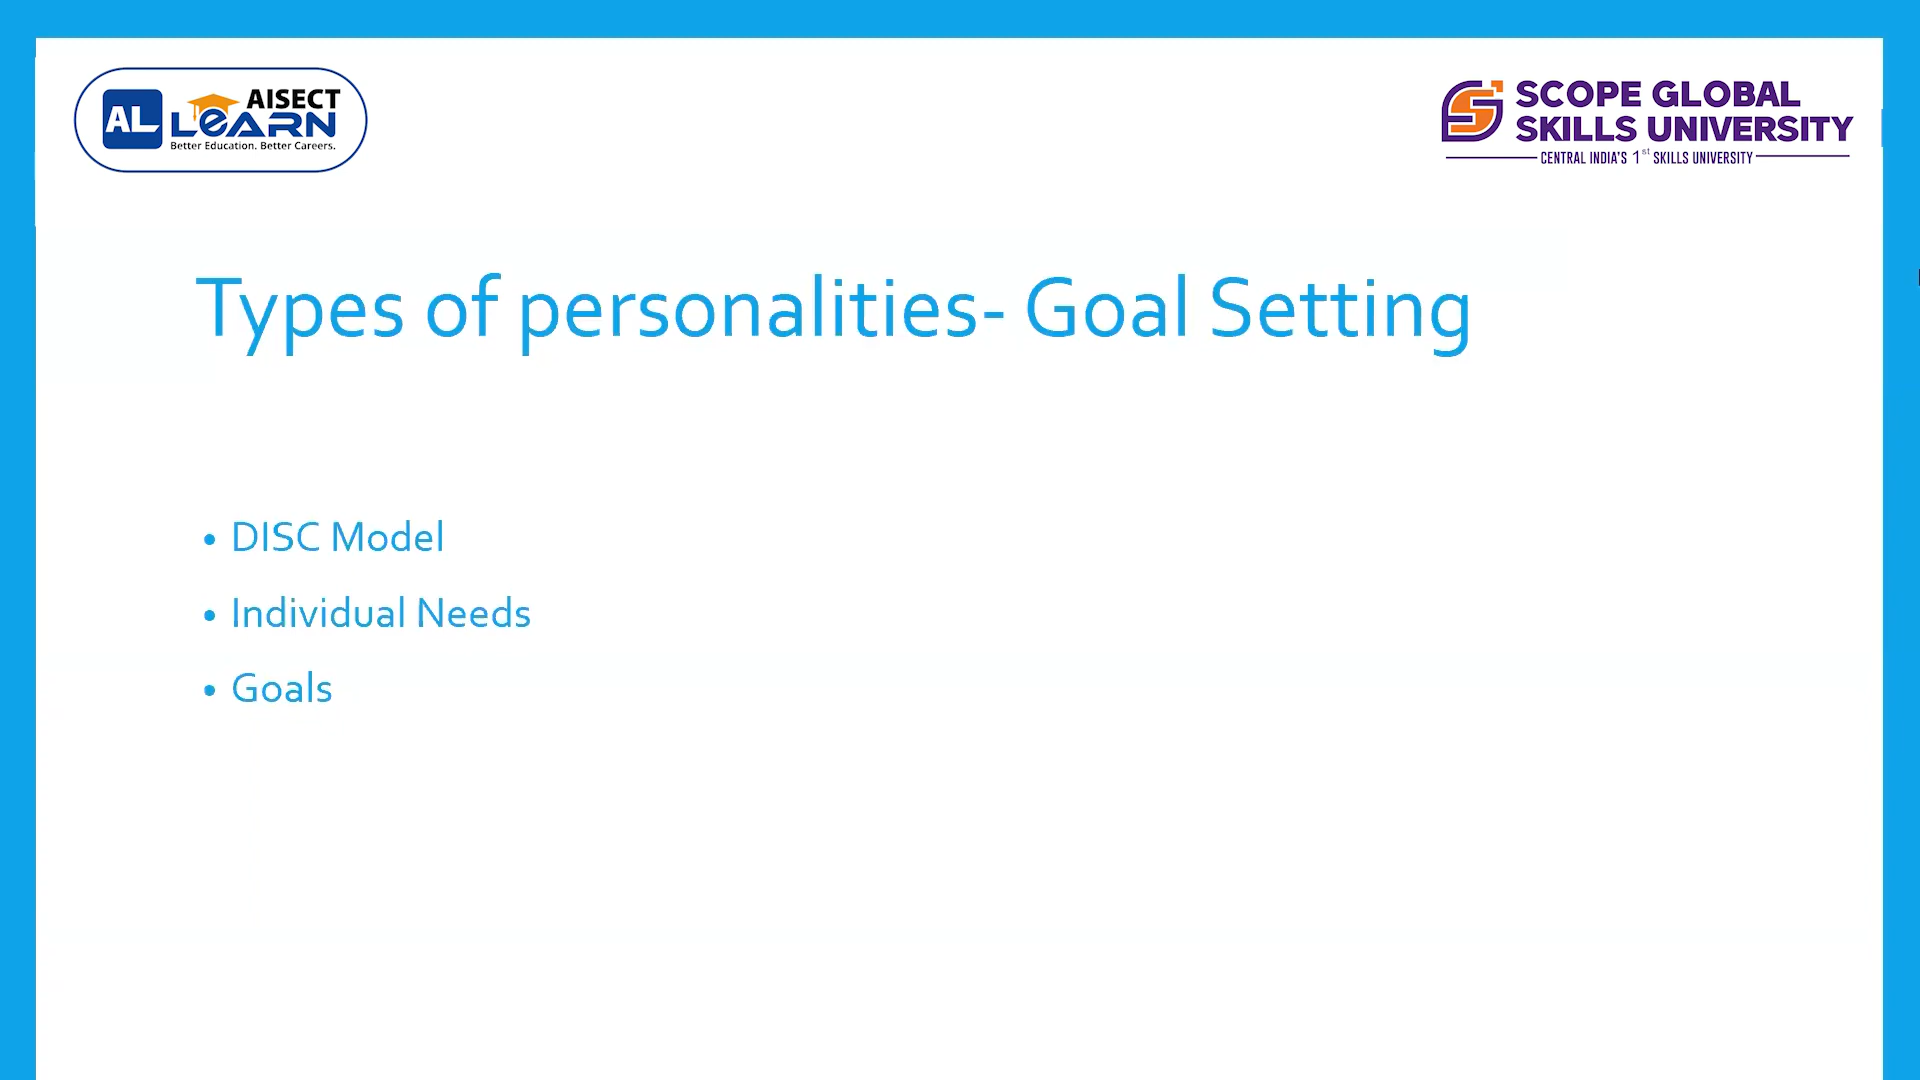 AL LEARN AISECT
Better Education. Better Careers.
SCOPE GLOBAL
SKILLS UNIVERSITY
CENTRAL INDIA'S 1st SKILLS UNIVERSITY
Types of personalities- Goal Setting
• DISC Model
• Individual Needs
• Goals